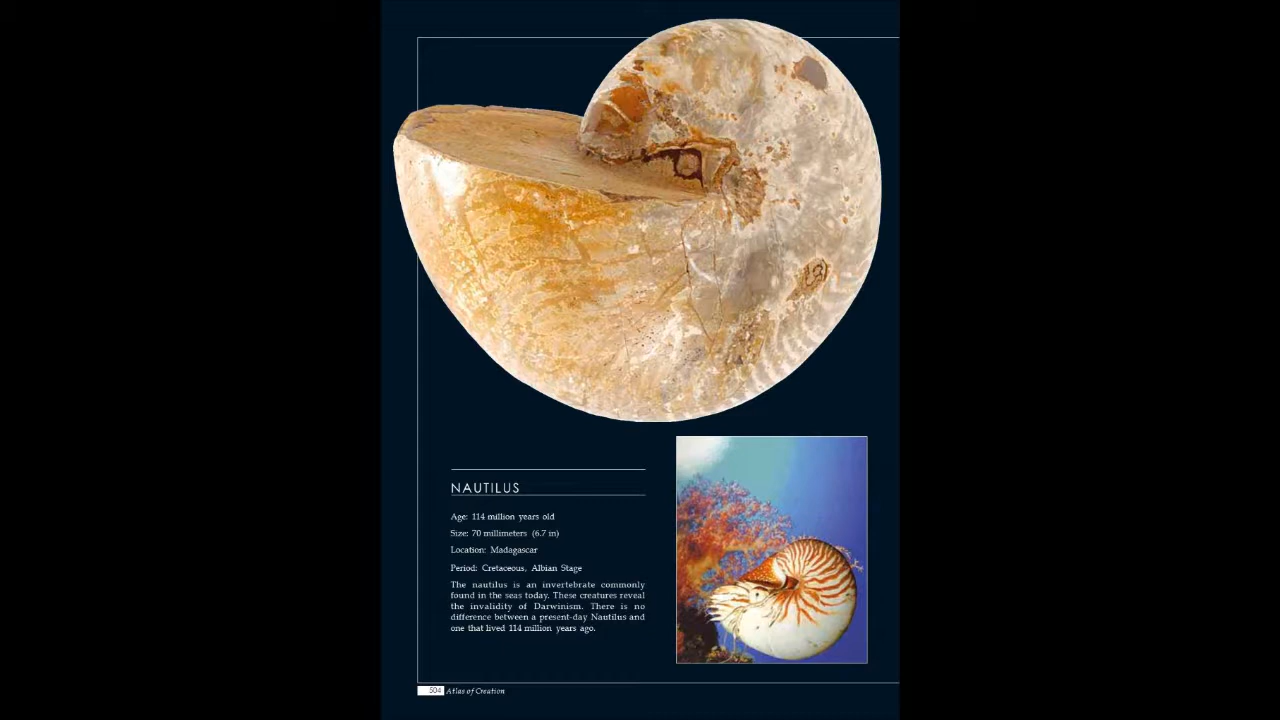 NAUTILUS
Age: 114 million years old
Size: 70 millimeters (6.7 in)
Location: Madagascar
Period: Cretaceous, Albian Stage
The nautilus is an invertebrate commonly
found in the seas today. These creatures reveal
the invalidity of Darwinism. There is no
difference between a present-day Nautilus and
one that lived 114 million years ago.
504 Atlas of Creation